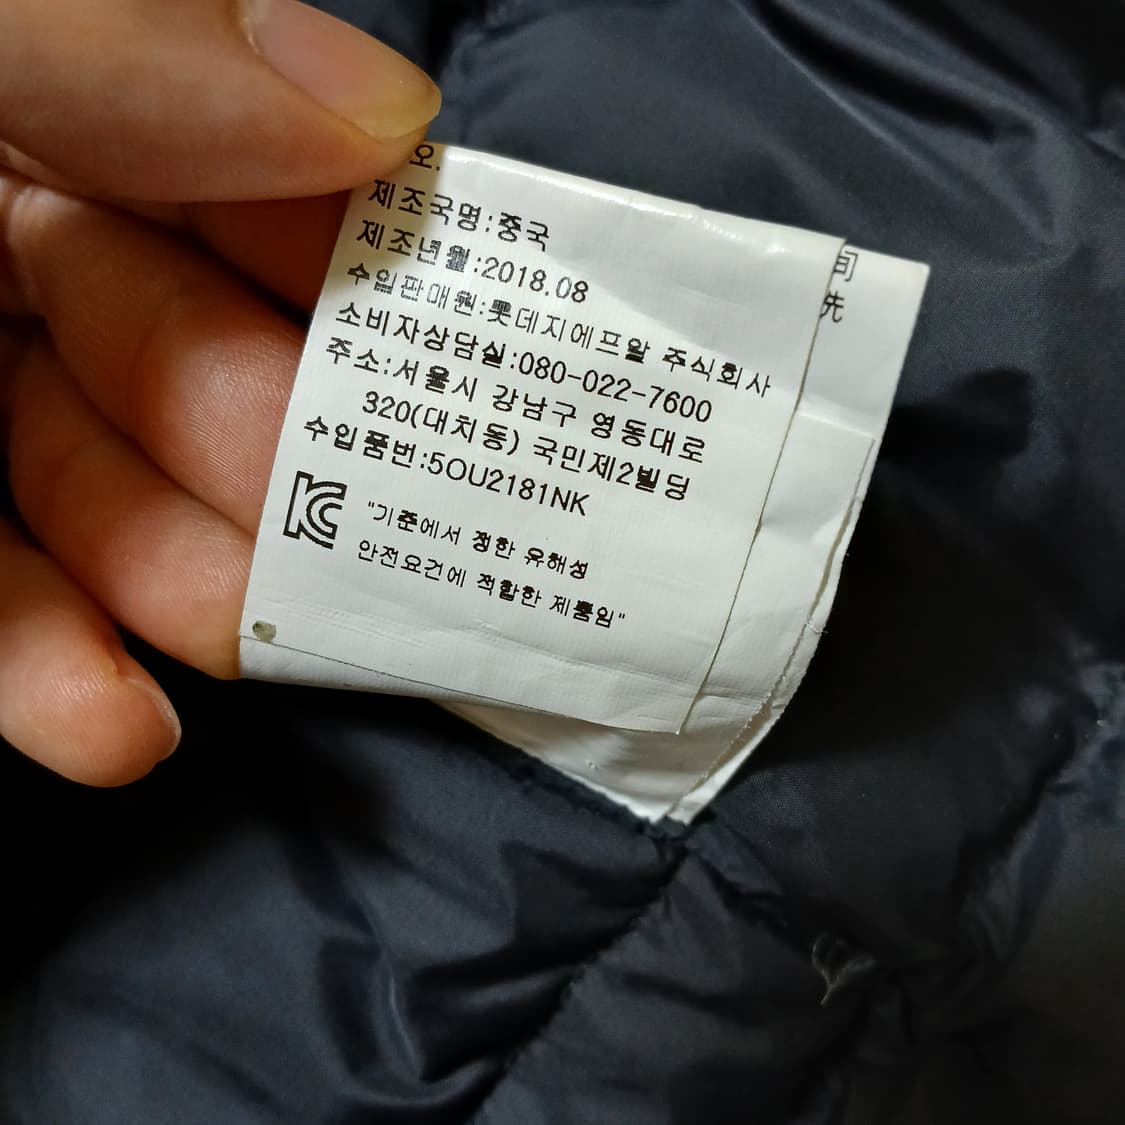 오.
제조국명:중국
제조년월:2018.08
수입판매원:롯데지에프알 주식회사
소비자상담실:080-022-7600
주소:서울시 강남구 영동대로
320(대치동) 국민제2빌딩
수입품번:5OU2181NK
"기준에서 정한 유해성
안전요건에 적합한 제품임"
先